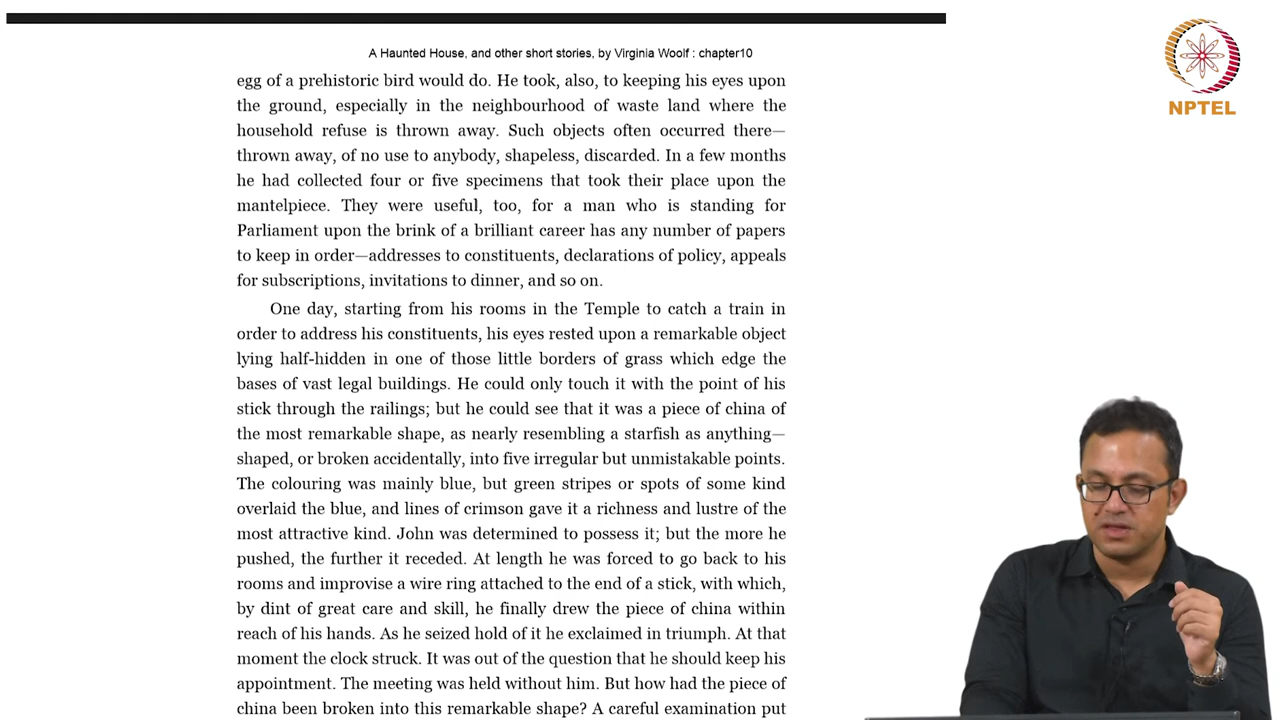 A Haunted House, and other short stories, by Virginia Woolf : chapter10
NPTEL
egg of a prehistoric bird would do. He took, also, to keeping his eyes upon
the ground, especially in the neighbourhood of waste land where the
household refuse is thrown away. Such objects often occurred there—
thrown away, of no use to anybody, shapeless, discarded. In a few months
he had collected four or five specimens that took their place upon the
mantelpiece. They were useful, too, for a man who is standing for
Parliament upon the brink of a brilliant career has any number of papers
to keep in order—addresses to constituents, declarations of policy, appeals
for subscriptions, invitations to dinner, and so on.
One day, starting from his rooms in the Temple to catch a train in
order to address his constituents, his eyes rested upon a remarkable object
lying half-hidden in one of those little borders of grass which edge the
bases of vast legal buildings. He could only touch it with the point of his
stick through the railings; but he could see that it was a piece of china of
the most remarkable shape, as nearly resembling a starfish as anything—
shaped, or broken accidentally, into five irregular but unmistakable points.
The colouring was mainly blue, but green stripes or spots of some kind
overlaid the blue, and lines of crimson gave it a richness and lustre of the
most attractive kind. John was determined to possess it; but the more he
pushed, the further it receded. At length he was forced to go back to his
rooms and improvise a wire ring attached to the end of a stick, with which,
by dint of great care and skill, he finally drew the piece of china within
reach of his hands. As he seized hold of it he exclaimed in triumph. At that
moment the clock struck. It was out of the question that he should keep his
appointment. The meeting was held without him. But how had the piece of
china been broken into this remarkable shape? A careful examination put